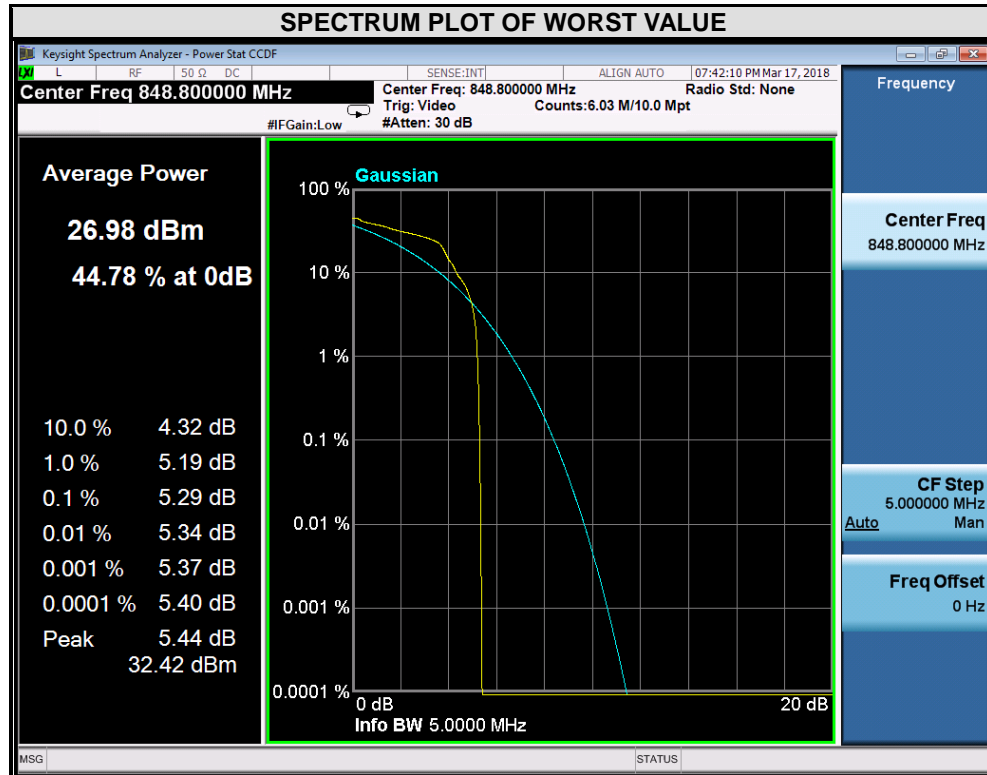 SPECTRUM PLOT OF WORST VALUE
Keysight Spectrum Analyzer - Power Stat CCDF
LXI L RF 50 Ω DC SENSE:INT ALIGN AUTO 07:42:10 PM Mar 17, 2018
Center Freq 848.800000 MHz
Center Freq: 848.800000 MHz Radio Std: None
Trig: Video Counts:6.03 M/10.0 Mpt
#IFGain:Low #Atten: 30 dB
Frequency
Average Power
26.98 dBm
44.78 % at 0dB
10.0 % 4.32 dB
1.0 % 5.19 dB
0.1 % 5.29 dB
0.01 % 5.34 dB
0.001 % 5.37 dB
0.0001 % 5.40 dB
Peak 5.44 dB
32.42 dBm
Gaussian
100 %
10 %
1 %
0.1 %
0.01 %
0.001 %
0.0001 %
0 dB 20 dB
Info BW 5.0000 MHz
Center Freq
848.800000 MHz
CF Step
5.000000 MHz
Auto Man
Freq Offset
0 Hz
MSG STATUS